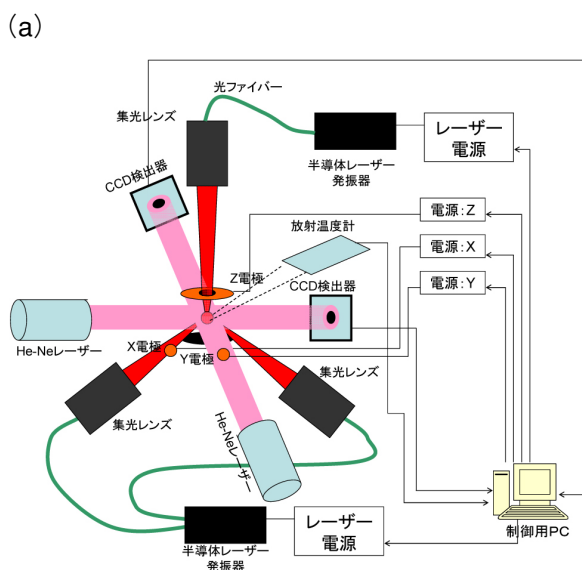 (a)
光ファイバー
集光レンズ
CCD検出器
半導体レーザー
発振器
レーザー
電源
放射温度計
電源:Z
電源:X
電源:Y
Z電極
CCD検出器
He-Neレーザー
X電極
Y電極
集光レンズ
集光レンズ
He-Neレーザー
半導体レーザー
発振器
レーザー
電源
制御用PC